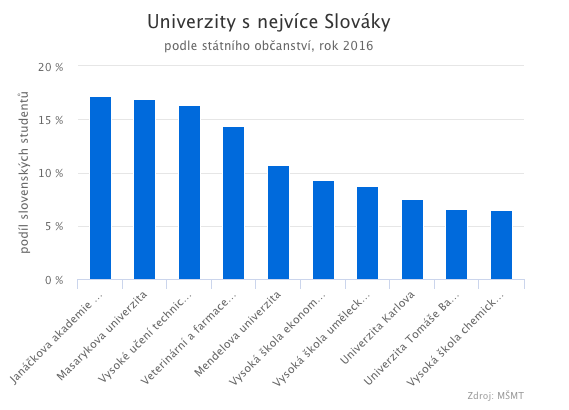 Univerzity s nejvíce Slováky
podle státního občanství, rok 2016
podíl slovenských studentů
20 %
15 %
10 %
5 %
0 %
Janáčkova akademie ...
Masarykova univerzita
Vysoké učení technic...
Veterinární a farmace...
Mendelova univerzita
Vysoká škola ekonom...
Vysoká škola uměleck...
Univerzita Karlova
Univerzita Tomáše Ba...
Vysoká škola chemick...
Zdroj: MŠMT